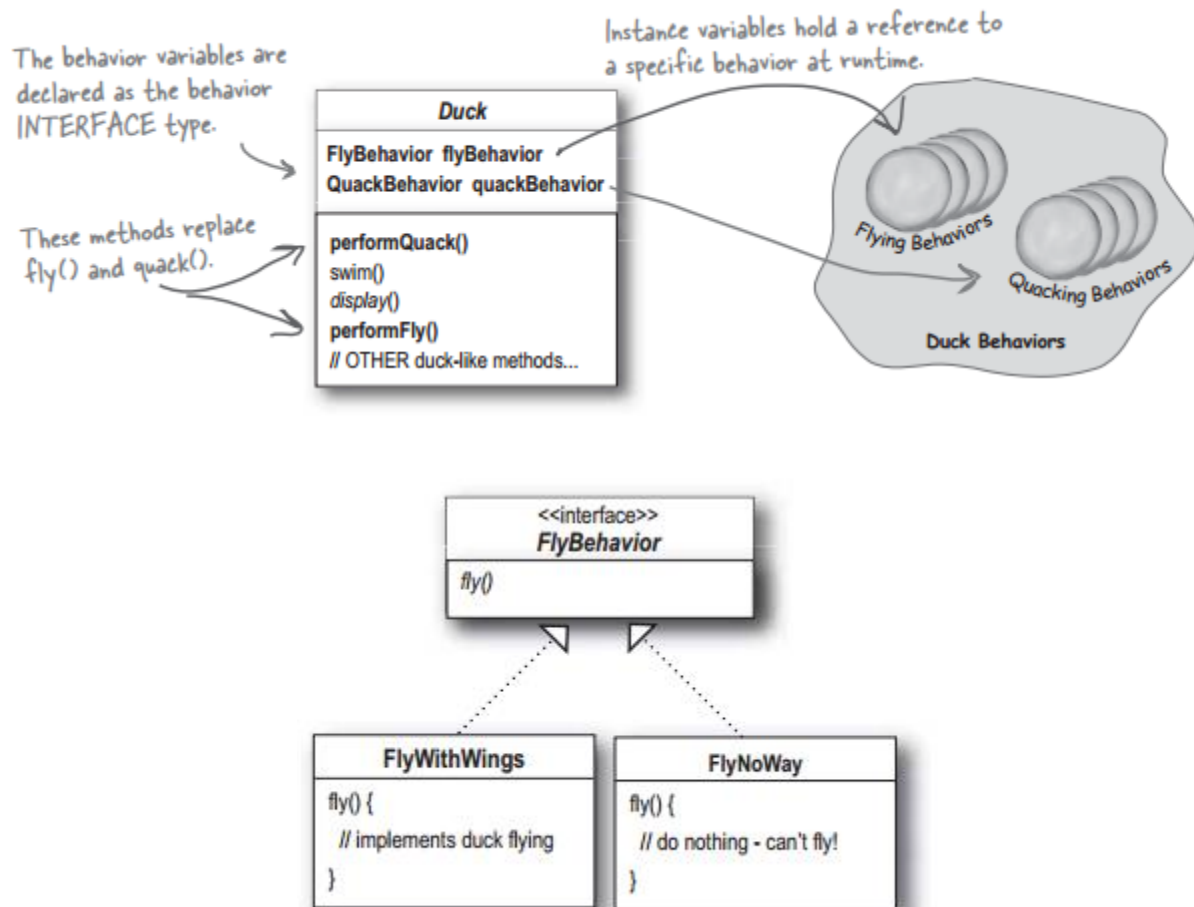 The behavior variables are
declared as the behavior
INTERFACE type.
Instance variables hold a reference to
a specific behavior at runtime.
Duck
FlyBehavior flyBehavior
QuackBehavior quackBehavior
These methods replace
fly() and quack().
performQuack()
swim()
display()
performFly()
// OTHER duck-like methods...
Flying Behaviors
Quacking Behaviors
Duck Behaviors
<<interface>>
FlyBehavior
fly()
FlyWithWings
fly() {
// implements duck flying
}
FlyNoWay
fly() {
// do nothing - can't fly!
}